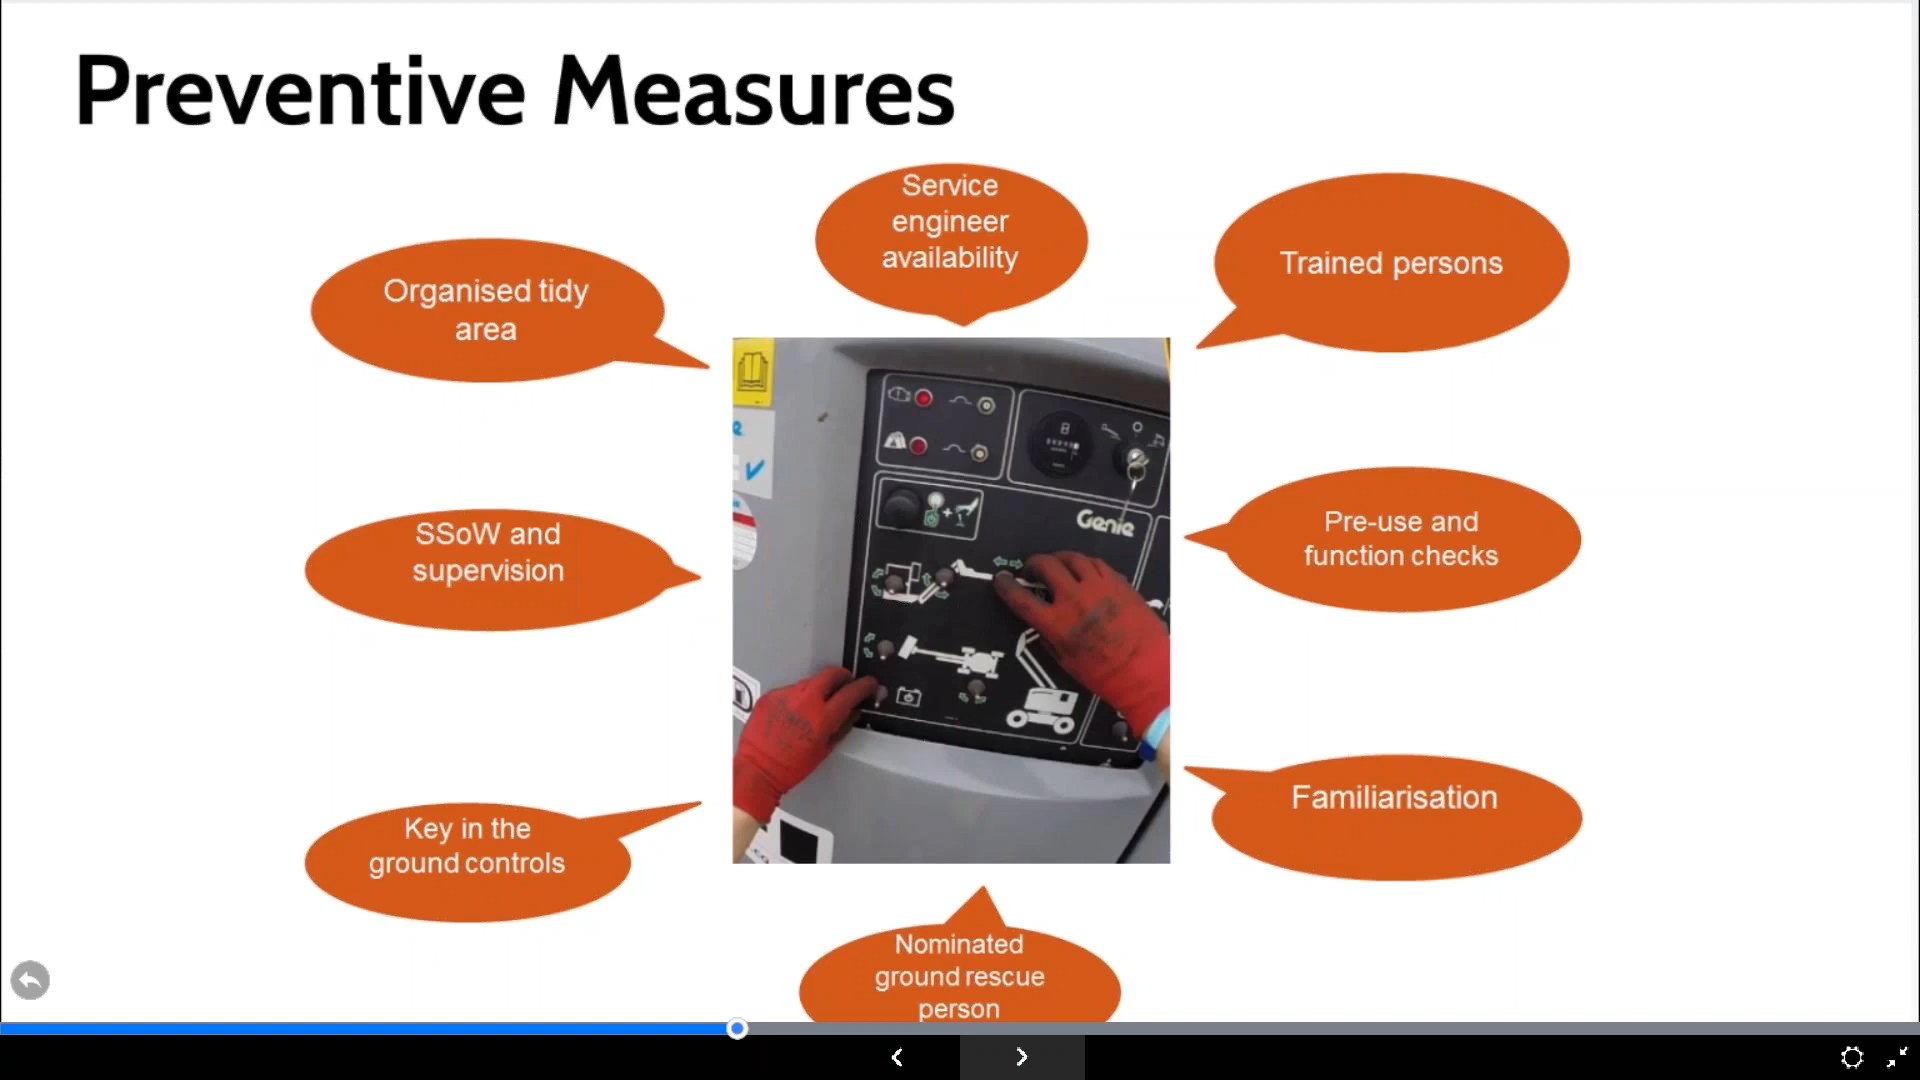 Preventive Measures
Service
engineer
availability
Trained persons
Organised tidy
area
SSoW and
supervision
Pre-use and
function checks
Genie
Key in the
ground controls
Familiarisation
Nominated
ground rescue
person